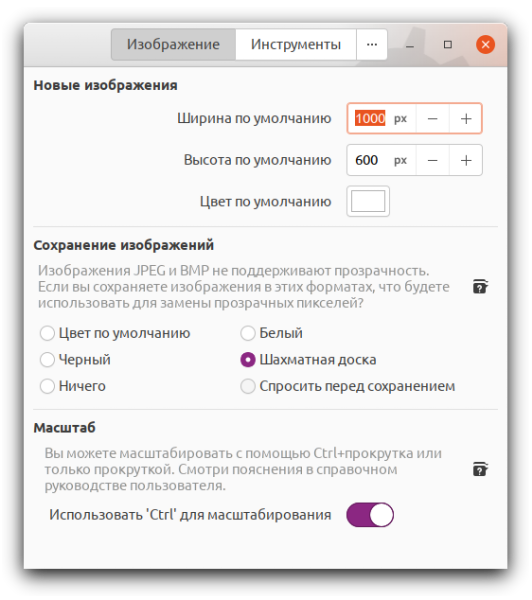 Изображение Инструменты ...
Новые изображения
Ширина по умолчанию 1000 px − +
Высота по умолчанию 600 px − +
Цвет по умолчанию
Сохранение изображений
Изображения JPEG и BMP не поддерживают прозрачность.
Если вы сохраняете изображения в этих форматах, что будете
использовать для замены прозрачных пикселей?
Цвет по умолчанию Белый
Черный Шахматная доска
Ничего Спросить перед сохранением
Масштаб
Вы можете масштабировать с помощью Ctrl+прокрутка или
только прокруткой. Смотри пояснения в справочном
руководстве пользователя.
Использовать 'Ctrl' для масштабирования